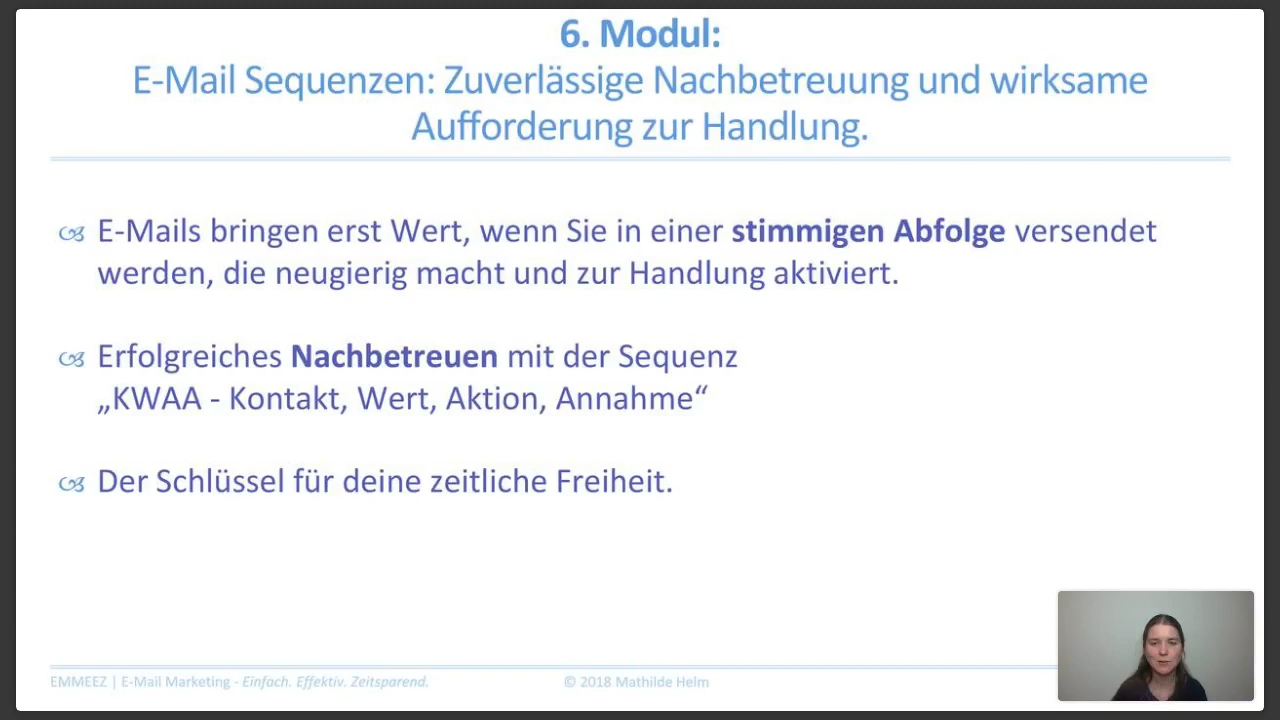 6. Modul:
E-Mail Sequenzen: Zuverlässige Nachbetreuung und wirksame
Aufforderung zur Handlung.
E-Mails bringen erst Wert, wenn Sie in einer stimmigen Abfolge versendet
werden, die neugierig macht und zur Handlung aktiviert.
Erfolgreiches Nachbetreuen mit der Sequenz
„KWAA - Kontakt, Wert, Aktion, Annahme“
Der Schlüssel für deine zeitliche Freiheit.
EMMEEZ | E-Mail Marketing - Einfach. Effektiv. Zeitsparend.
© 2018 Mathilde Helm